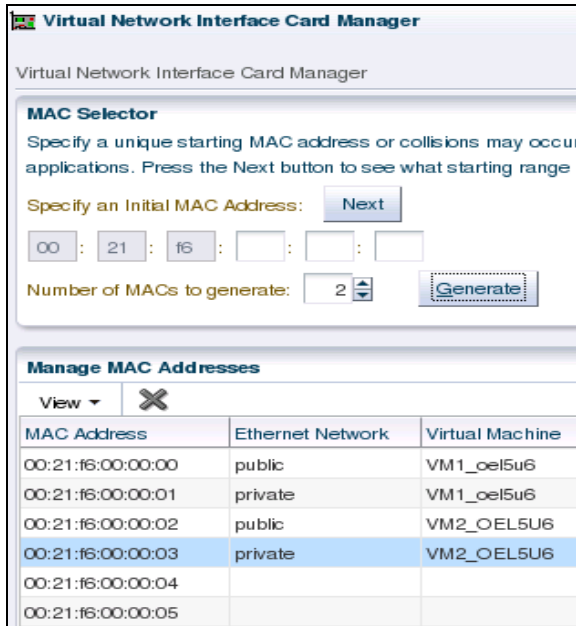 Virtual Network Interface Card Manager
Virtual Network Interface Card Manager
MAC Selector
Specify a unique starting MAC address or collisions may occur
applications. Press the Next button to see what starting range
Specify an Initial MAC Address: Next
00 : 21 : f6 : : :
Number of MACs to generate: 2 Generate
Manage MAC Addresses
View
MAC Address Ethernet Network Virtual Machine
00:21:f6:00:00:00 public VM1_oel5u6
00:21:f6:00:00:01 private VM1_oel5u6
00:21:f6:00:00:02 public VM2_OEL5U6
00:21:f6:00:00:03 private VM2_OEL5U6
00:21:f6:00:00:04
00:21:f6:00:00:05